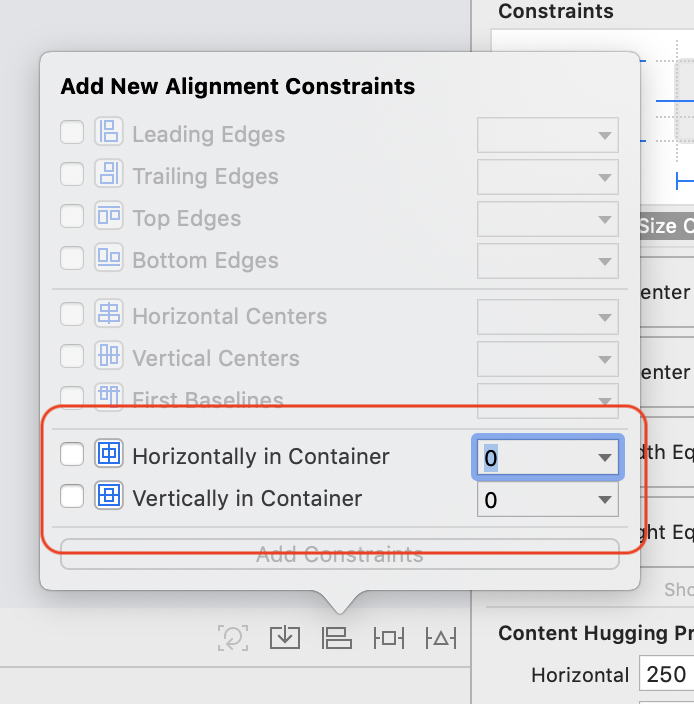 Constraints
Add New Alignment Constraints
Leading Edges
Trailing Edges
Top Edges
Size C
Bottom Edges
enter
Horizontal Centers
Vertical Centers
enter
First Baselines
Horizontally in Container 0
dth Eq
Vertically in Container 0
ght Eq
Add Constraints
Sho
Content Hugging Pr
Horizontal 250